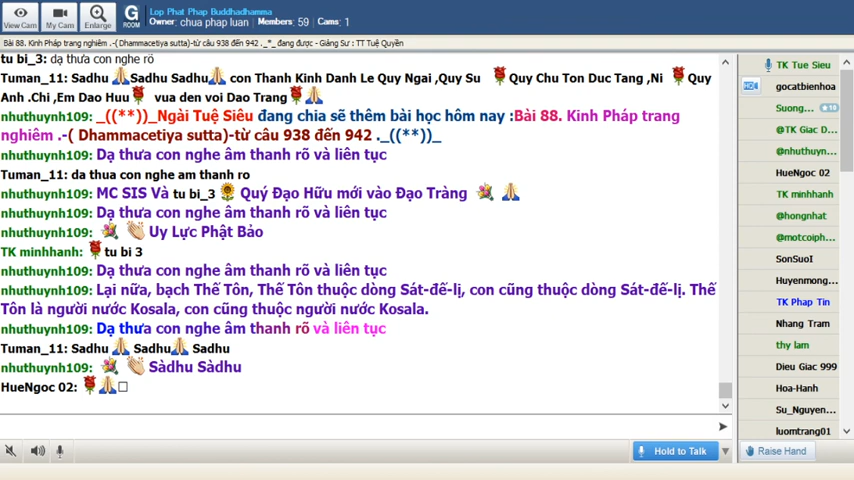 View Cam
My Cam
Enlarge
G
ROOM
Lop Phat Phap Buddhadhamma
Owner: chua phap luan Members: 59 Cams: 1
Bài 88. Kinh Pháp trang nghiêm .-( Dhammacetiya sutta)-từ câu 938 đến 942 ._*_ đang được - Giảng Sư : TT Tuệ Quyền
tu bi_3: dạ thưa con nghe rõ
Tuman_11: Sadhu Sadhu Sadhu con Thanh Kinh Danh Le Quy Ngai ,Quy Su Quy Chu Ton Duc Tang ,Ni Quy
Anh .Chi ,Em Dao Huu vua den voi Dao Trang
nhuthuynh109: _((**))_Ngài Tuệ Siêu đang chia sẽ thêm bài học hôm nay :Bài 88. Kinh Pháp trang
nghiêm .-( Dhammacetiya sutta)-từ câu 938 đến 942 ._((**))_
nhuthuynh109: Dạ thưa con nghe âm thanh rõ và liên tục
Tuman_11: da thua con nghe am thanh ro
nhuthuynh109: MC SIS Và tu bi_3 Quý Đạo Hữu mới vào Đạo Tràng
nhuthuynh109: Dạ thưa con nghe âm thanh rõ và liên tục
nhuthuynh109: Uy Lực Phật Bảo
TK minhhanh: tu bi 3
nhuthuynh109: Dạ thưa con nghe âm thanh rõ và liên tục
nhuthuynh109: Lại nữa, bạch Thế Tôn, Thế Tôn thuộc dòng Sát-đế-lị, con cũng thuộc dòng Sát-đế-lị. Thế
Tôn là người nước Kosala, con cũng thuộc người nước Kosala.
nhuthuynh109: Dạ thưa con nghe âm thanh rõ và liên tục
Tuman_11: Sadhu Sadhu Sadhu
nhuthuynh109: Sàdhu Sàdhu
HueNgoc 02:
Hold to Talk
TK Tue Sieu
HD
gocatbienhoa
Suong... 18
@TK Giac D...
@nhuthuyn...
HueNgoc 02
TK minhhanh
@hongnhat
@motcoiph...
SonSuoI
Huyenmong...
TK Phap Tin
Nhang Tram
thy lam
Dieu Giac 999
Hoa-Hanh
Su_Nguyen...
luomtrang01
Raise Hand